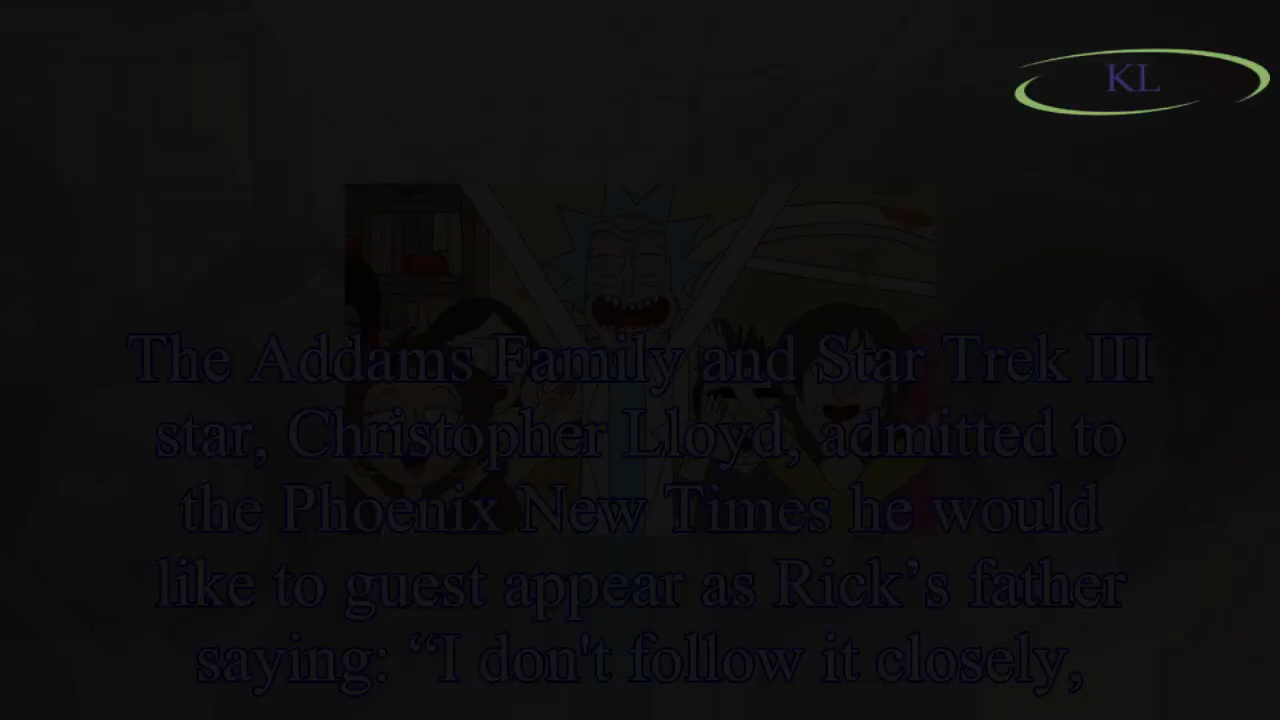 KL
The Addams Family and Star Trek III
star, Christopher Lloyd, admitted to
the Phoenix New Times he would
like to guest appear as Rick’s father
saying: “I don't follow it closely,